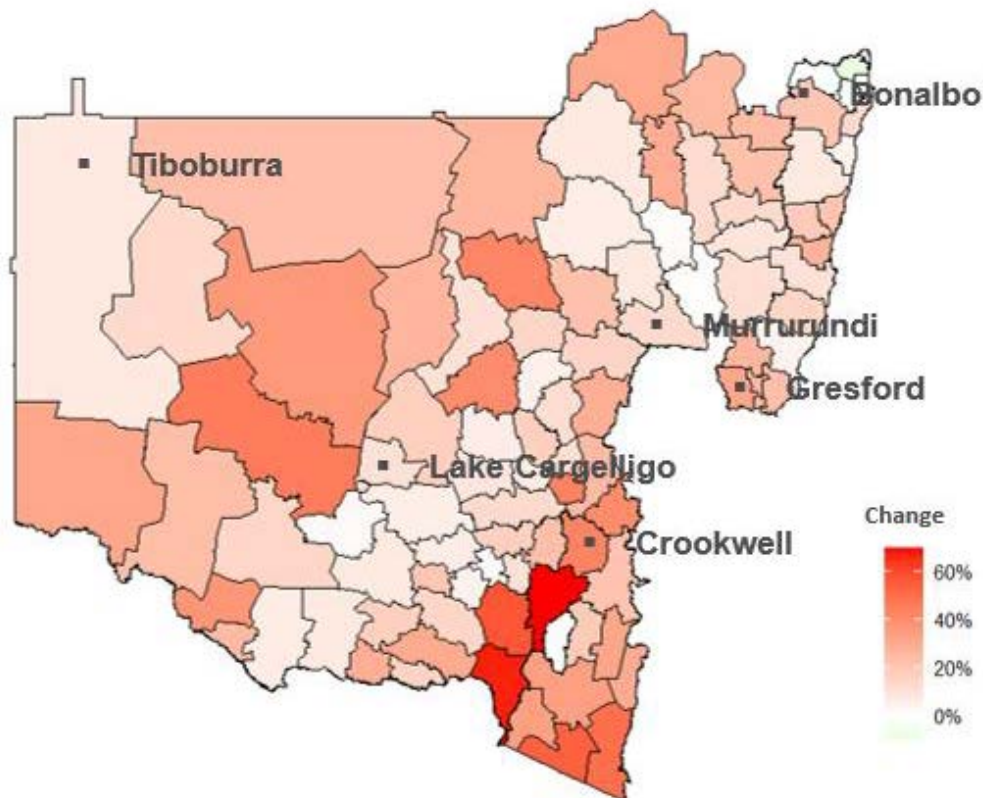 Bonalbo
Tiboburra
Murrurundi
Gresford
Lake Cargelligo
Change
Crookwell
60%
40%
20%
0%